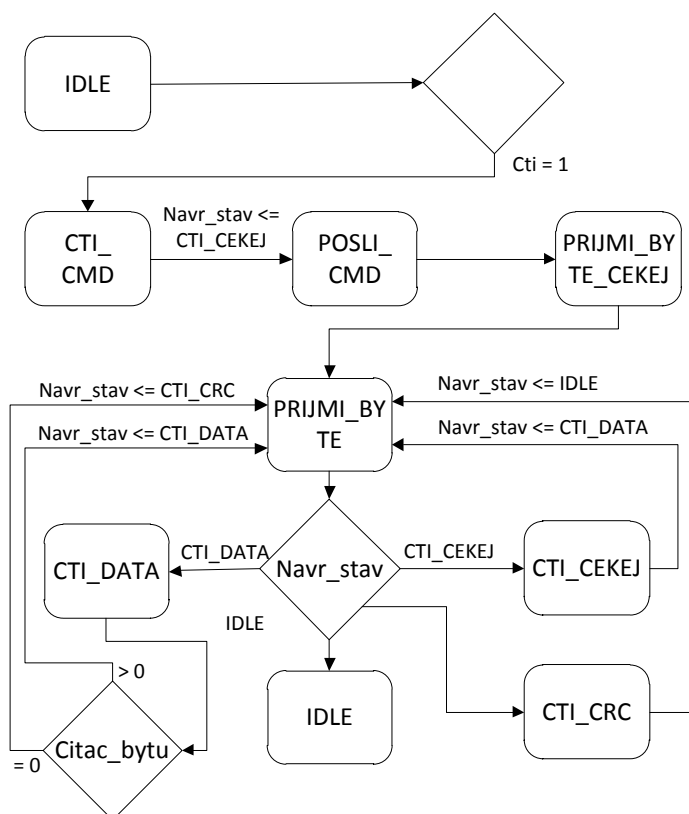 IDLE
Cti = 1
Navr_stav <=
CTI_CEKEJ
CTI_
CMD
POSLI_
CMD
PRIJMI_BY
TE_CEKEJ
Navr_stav <= CTI_CRC
Navr_stav <= IDLE
PRIJMI_BY
TE
Navr_stav <= CTI_DATA
Navr_stav <= CTI_DATA
CTI_DATA
CTI_DATA
Navr_stav
CTI_CEKEJ
CTI_CEKEJ
IDLE
IDLE
CTI_CRC
> 0
Citac_bytu
= 0